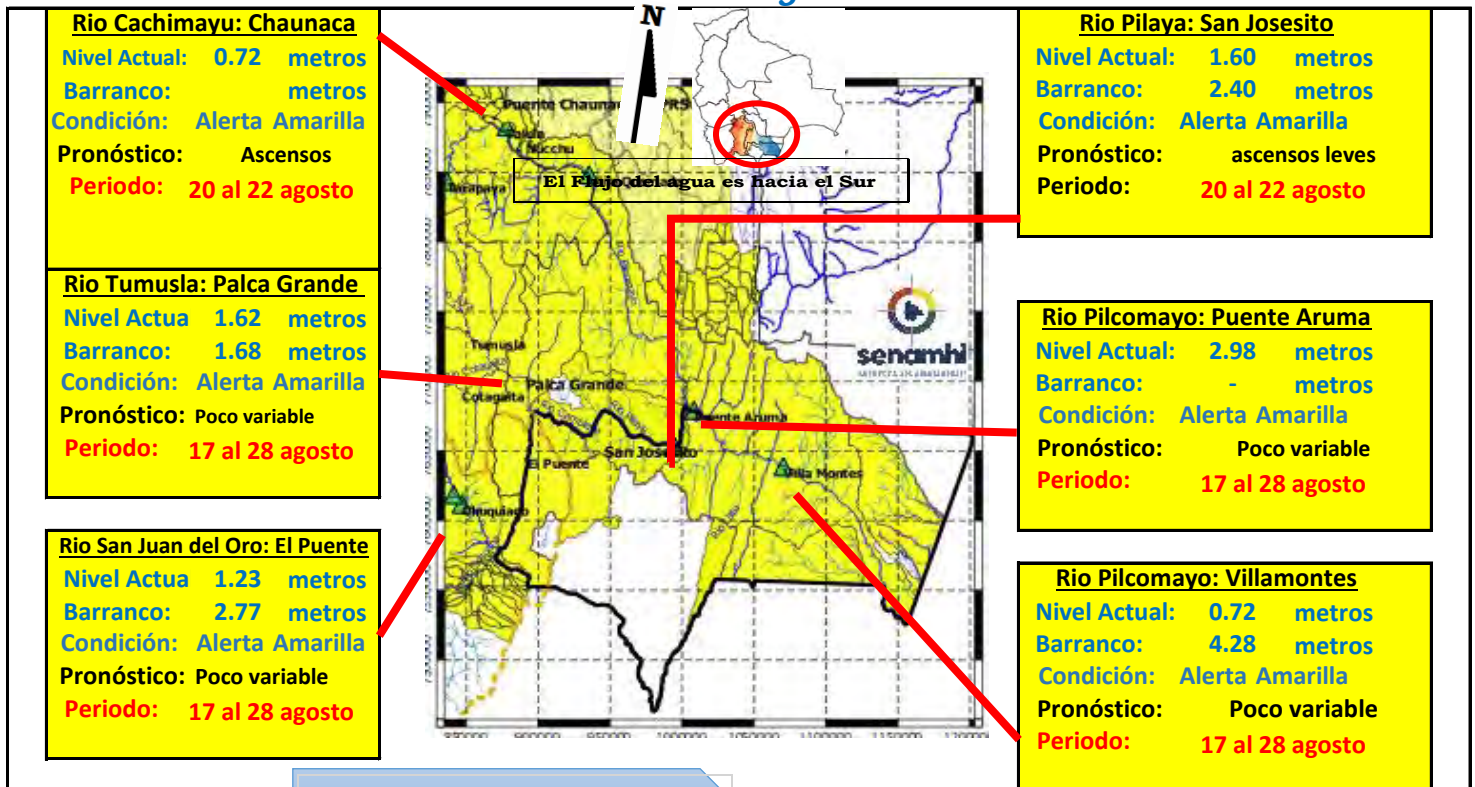 Rio Cachimayu: Chaunaca
Nivel Actual: 0.72 metros
Barranco: metros
Condición: Alerta Amarilla
Pronóstico: Ascensos
Periodo: 20 al 22 agosto
Rio Tumusla: Palca Grande
Nivel Actua 1.62 metros
Barranco: 1.68 metros
Condición: Alerta Amarilla
Pronóstico: Poco variable
Periodo: 17 al 28 agosto
Rio San Juan del Oro: El Puente
Nivel Actua 1.23 metros
Barranco: 2.77 metros
Condición: Alerta Amarilla
Pronóstico: Poco variable
Periodo: 17 al 28 agosto
N
Puente Chauna
Nucchu
El Flujo del agua es hacia el Sur
Tarapaya
senamhi
Tumusla
Palca Grande
Cotagaita
Puente Aruma
San Josesito
El Puente
Villa Montes
Chuquiago
900000
1100000
1150000
Rio Pilaya: San Josesito
Nivel Actual: 1.60 metros
Barranco: 2.40 metros
Condición: Alerta Amarilla
Pronóstico: ascensos leves
Periodo: 20 al 22 agosto
Rio Pilcomayo: Puente Aruma
Nivel Actual: 2.98 metros
Barranco: - metros
Condición: Alerta Amarilla
Pronóstico: Poco variable
Periodo: 17 al 28 agosto
Rio Pilcomayo: Villamontes
Nivel Actual: 0.72 metros
Barranco: 4.28 metros
Condición: Alerta Amarilla
Pronóstico: Poco variable
Periodo: 17 al 28 agosto